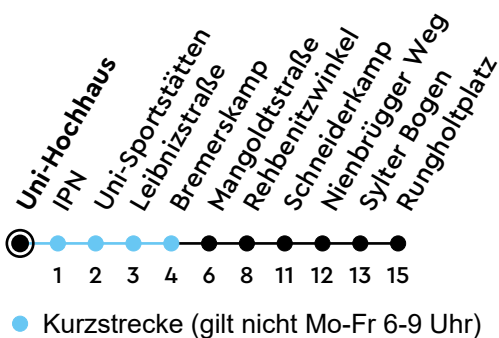 Uni-Hochhaus
IPN
Uni-Sportstätten
Leibnizstraße
Bremerskamp
Mangoldtstraße
Rehbenitzwinkel
Schneiderkamp
Nienbrügger Weg
Sylter Bogen
Rungholtplatz
1 2 3 4 6 8 11 12 13 15
Kurzstrecke (gilt nicht Mo-Fr 6-9 Uhr)